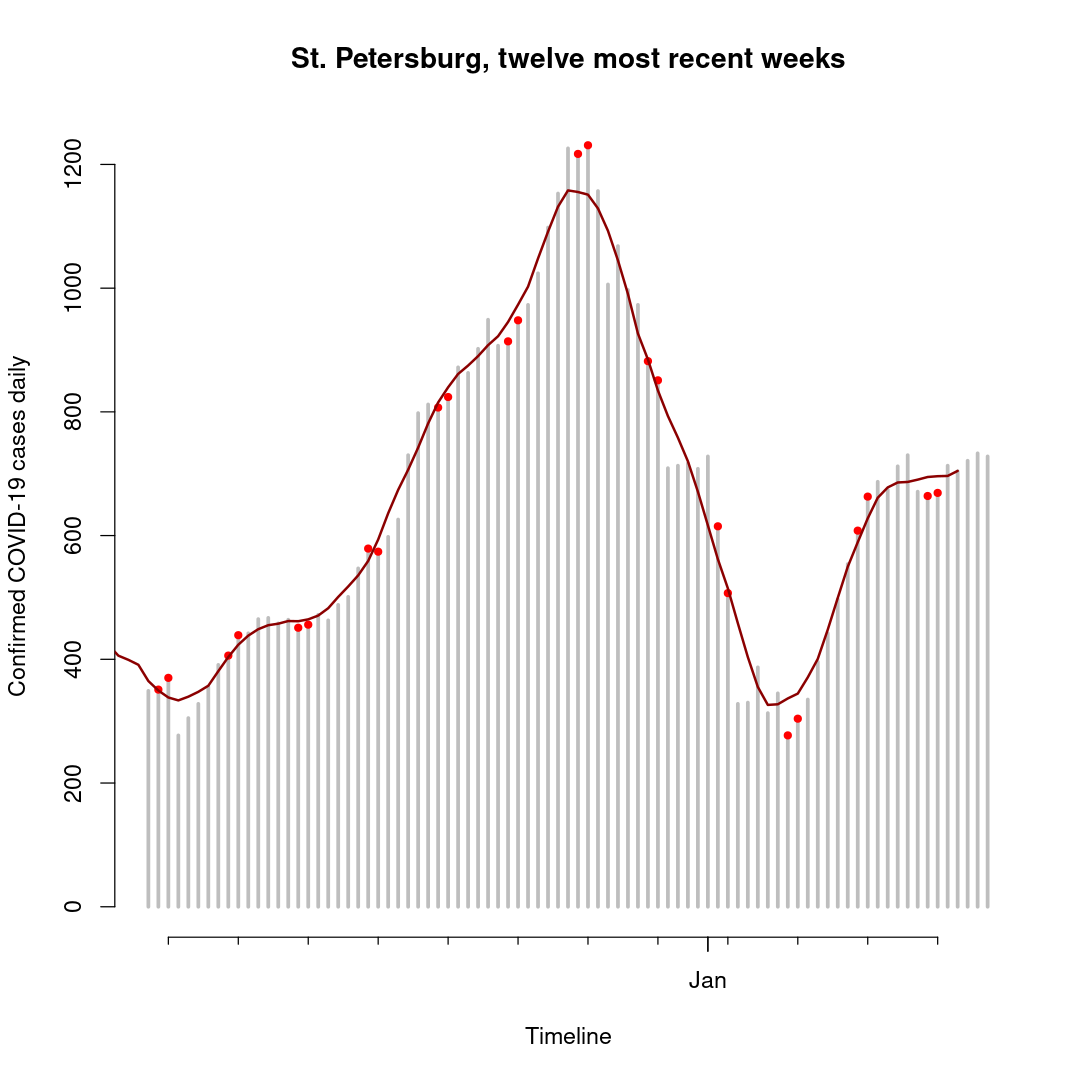 St. Petersburg, twelve most recent weeks
Confirmed COVID-19 cases daily
1200
1000
800
600
400
200
0
Jan
Timeline